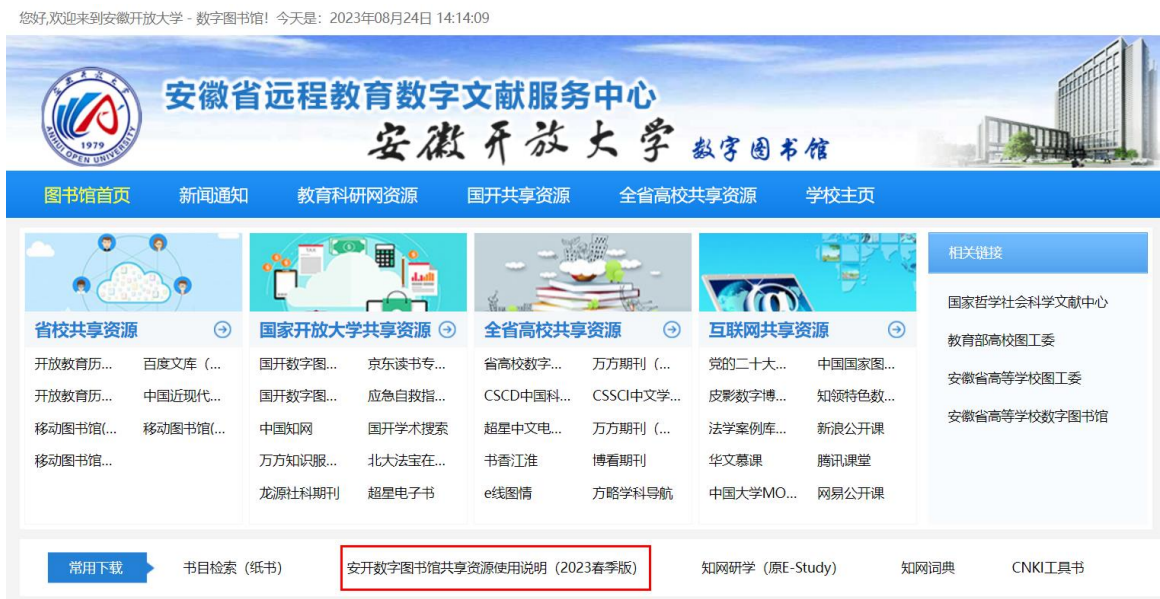 您好,欢迎来到安徽开放大学 - 数字图书馆！今天是：2023年08月24日 14:14:09
安徽省远程教育数字文献服务中心
安徽开放大学 数字图书馆
安徽开放大学
1979
ANHUI OPEN UNIVERSITY
图书馆首页 新闻通知 教育科研网资源 国开共享资源 全省高校共享资源 学校主页
省校共享资源
开放教育历... 百度文库（...
开放教育历... 中国近现代...
移动图书馆(... 移动图书馆(...
移动图书馆...
TAX
国家开放大学共享资源
国开数字图... 京东读书专...
国开数字图... 应急自救指...
中国知网 国开学术搜索
万方知识服... 北大法宝在...
龙源社科期刊 超星电子书
全省高校共享资源
省高校数字... 万方期刊（...
CSCD中国科... CSSCI中文学...
超星中文电... 万方期刊（...
书香江淮 博看期刊
e线图情 方略学科导航
互联网共享资源
党的二十大... 中国国家图...
皮影数字博... 知领特色数...
法学案例库... 新浪公开课
华文慕课 腾讯课堂
中国大学MO... 网易公开课
相关链接
国家哲学社会科学文献中心
教育部高校图工委
安徽省高等学校图工委
安徽省高等学校数字图书馆
常用下载 书目检索（纸书） 安开数字图书馆共享资源使用说明（2023春季版） 知网研学（原E-Study） 知网词典 CNKI工具书